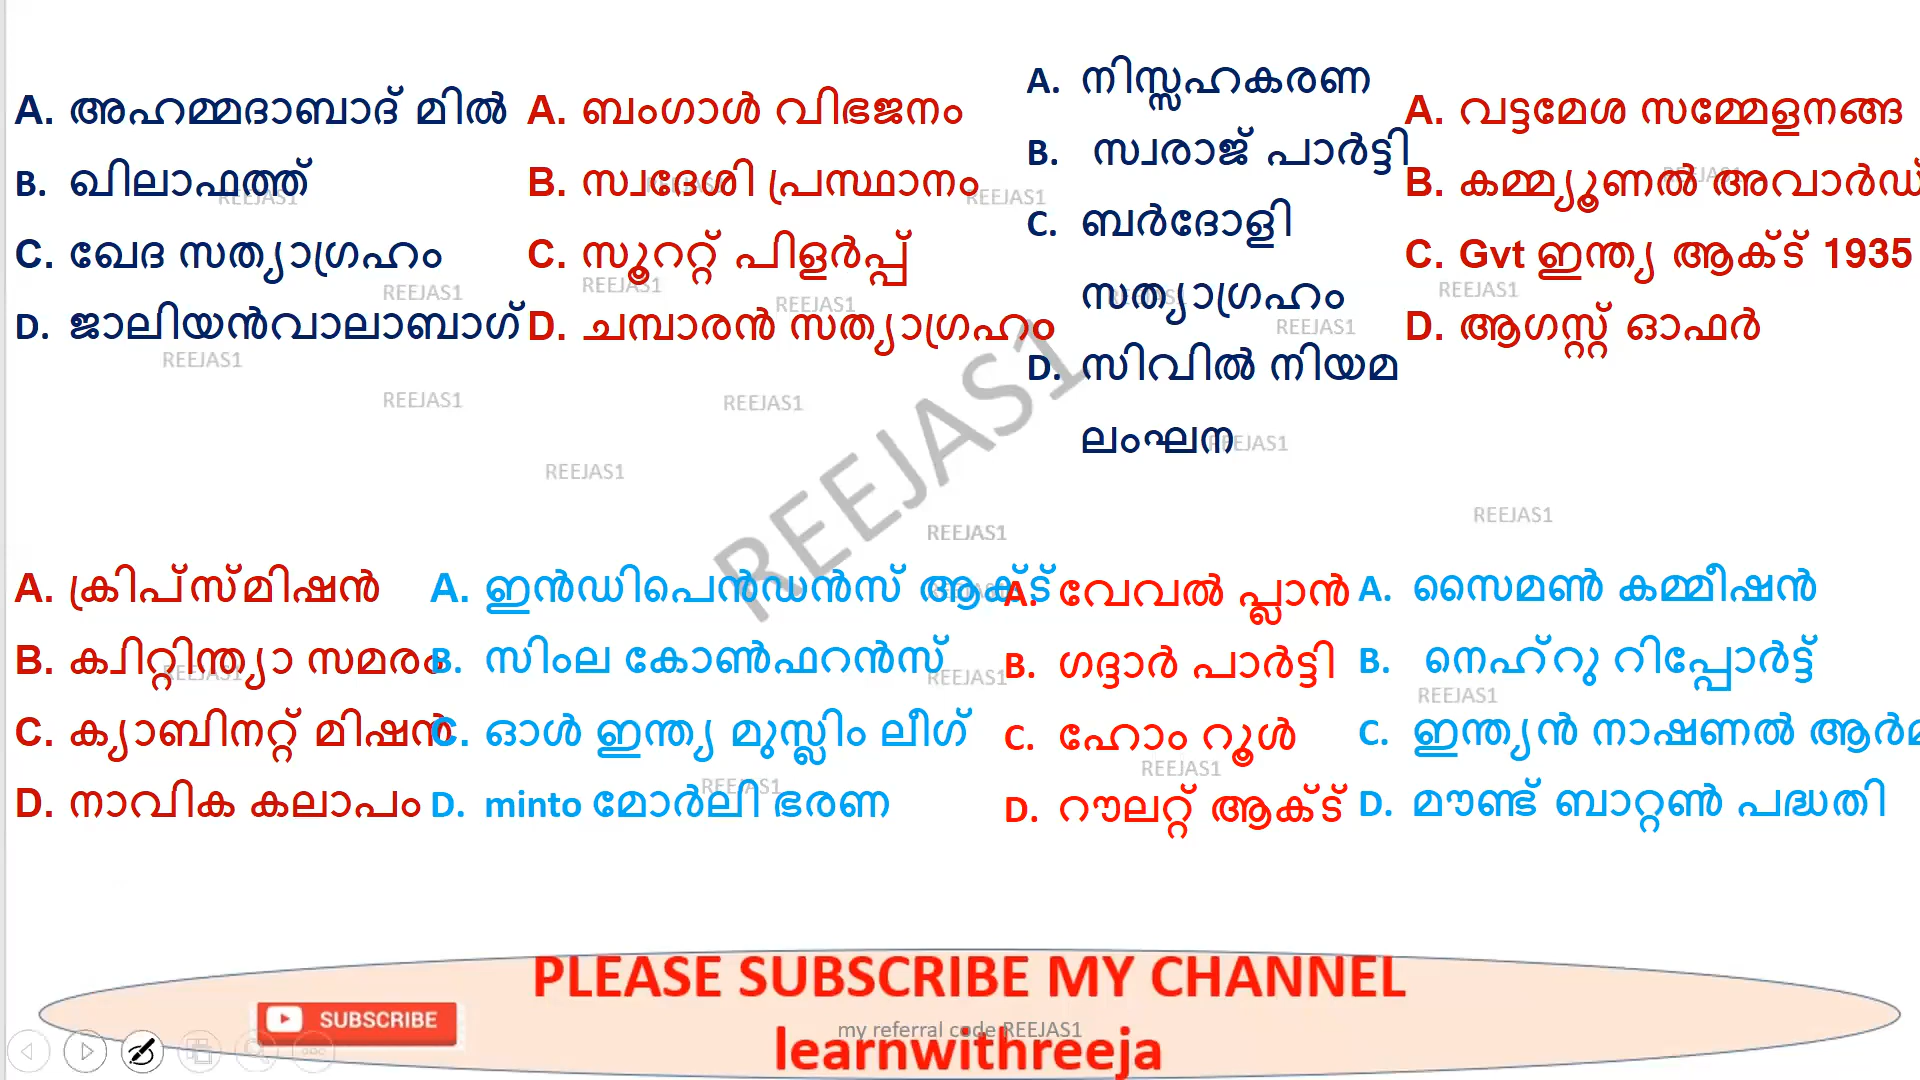 A. അഹമ്മദാബാദ് മിൽ
B. ഖിലാഫത്ത്
C. ഖേദ സത്യാഗ്രഹം
D. ജാലിയൻവാലാബാഗ്
A. ബംഗാൾ വിഭജനം
B. സ്വദേശി പ്രസ്ഥാനം
C. സൂററ്റ് പിളർപ്പ്
D. ചമ്പാരൻ സത്യാഗ്രഹം
A. നിസ്സഹകരണ
B. സ്വരാജ് പാർട്ടി
C. ബർദോളി
സത്യാഗ്രഹം
D. സിവിൽ നിയമ
ലംഘന
A. വട്ടമേശ സമ്മേളനങ്ങ
B. കമ്മ്യൂണൽ അവാർഡ്
C. Gvt ഇന്ത്യ ആക്ട് 1935
D. ആഗസ്റ്റ് ഓഫർ
A. ക്രിപ്സ്മിഷൻ
B. ക്വിറ്റിന്ത്യാ സമരം
C. ക്യാബിനറ്റ് മിഷൻ
D. നാവിക കലാപം
A. ഇൻഡിപെൻഡൻസ് ആക്ട്
B. സിംല കോൺഫറൻസ്
C. ഓൾ ഇന്ത്യ മുസ്ലിം ലീഗ്
D. minto മോർലി ഭരണ
A. വേവൽ പ്ലാൻ
B. ഗദ്ദാർ പാർട്ടി
C. ഹോം റൂൾ
D. റൗലറ്റ് ആക്ട്
A. സൈമൺ കമ്മീഷൻ
B. നെഹ്റു റിപ്പോർട്ട്
C. ഇന്ത്യൻ നാഷണൽ
D. മൗണ്ട് ബാറ്റൺ പദ്ധതി
REEJAS1
PLEASE SUBSCRIBE MY CHANNEL
SUBSCRIBE
my referral code REEJAS1
learnwithreeja